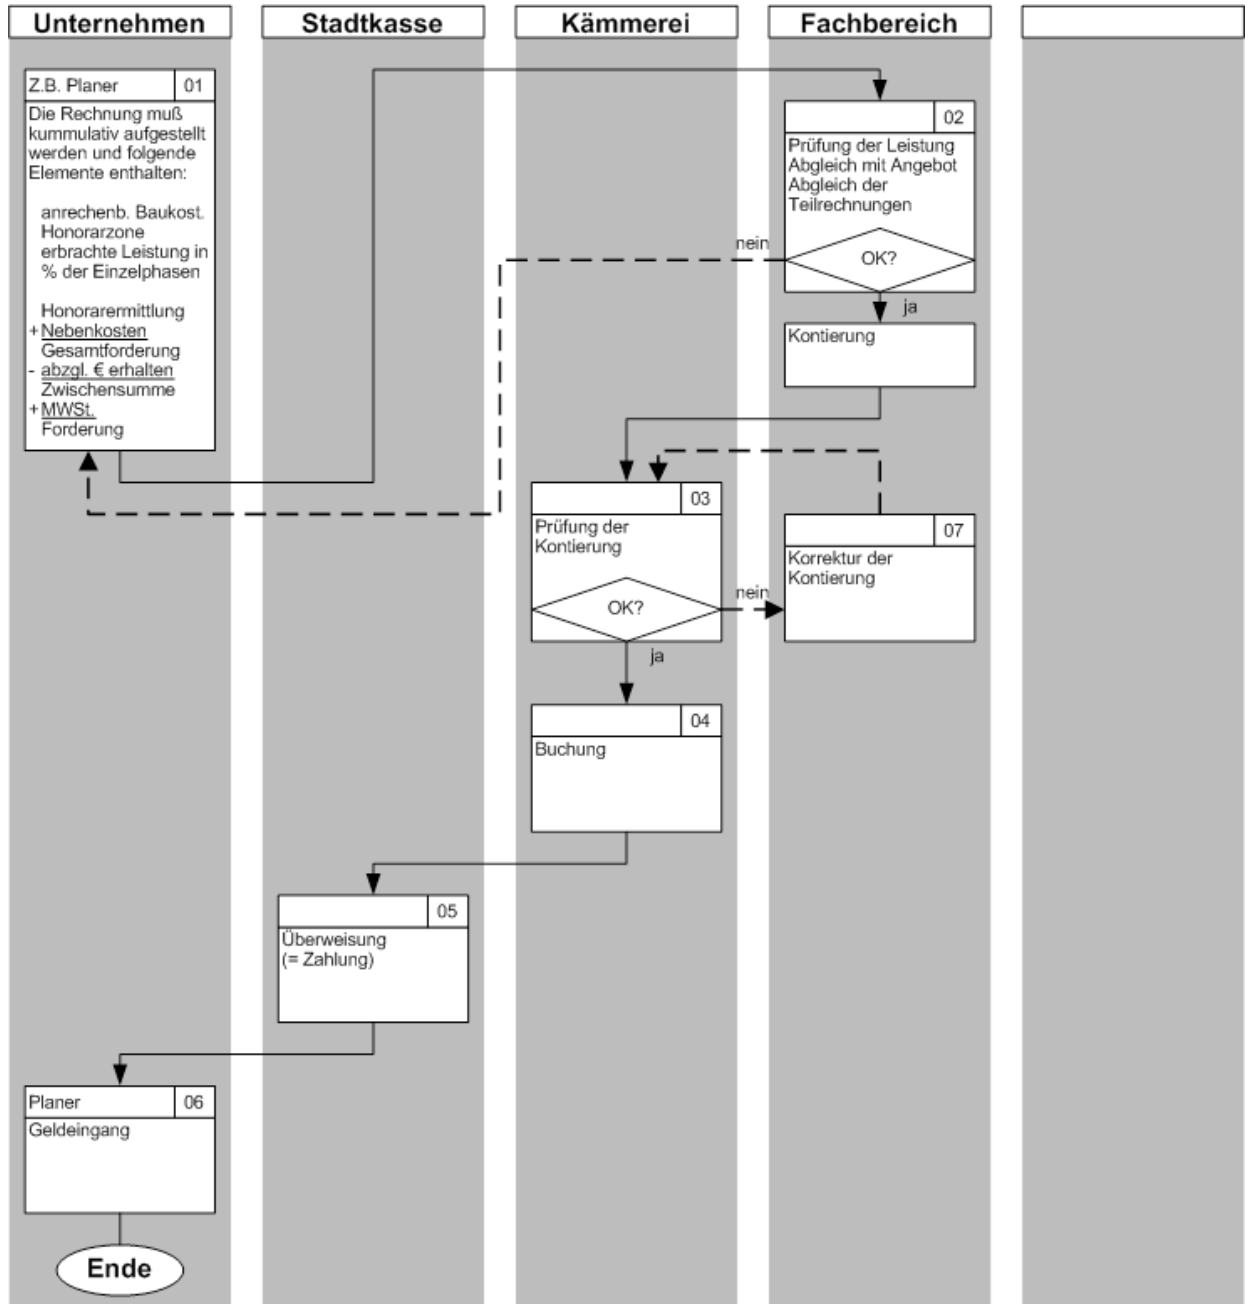 Unternehmen
Stadtkasse
Kämmerei
Fachbereich
Z.B. Planer
01
Die Rechnung muß
kummulativ aufgestellt
werden und folgende
Elemente enthalten:
anrechenb. Baukost.
Honorarzone
erbrachte Leistung in
% der Einzelphasen
Honorarermittlung
+ Nebenkosten
Gesamtforderung
- abzgl. € erhalten
Zwischensumme
+ MWSt.
Forderung
02
Prüfung der Leistung
Abgleich mit Angebot
Abgleich der
Teilrechnungen
nein
OK?
ja
Kontierung
03
Prüfung der
Kontierung
OK?
nein
ja
07
Korrektur der
Kontierung
04
Buchung
05
Überweisung
(= Zahlung)
Planer
06
Geldeingang
Ende